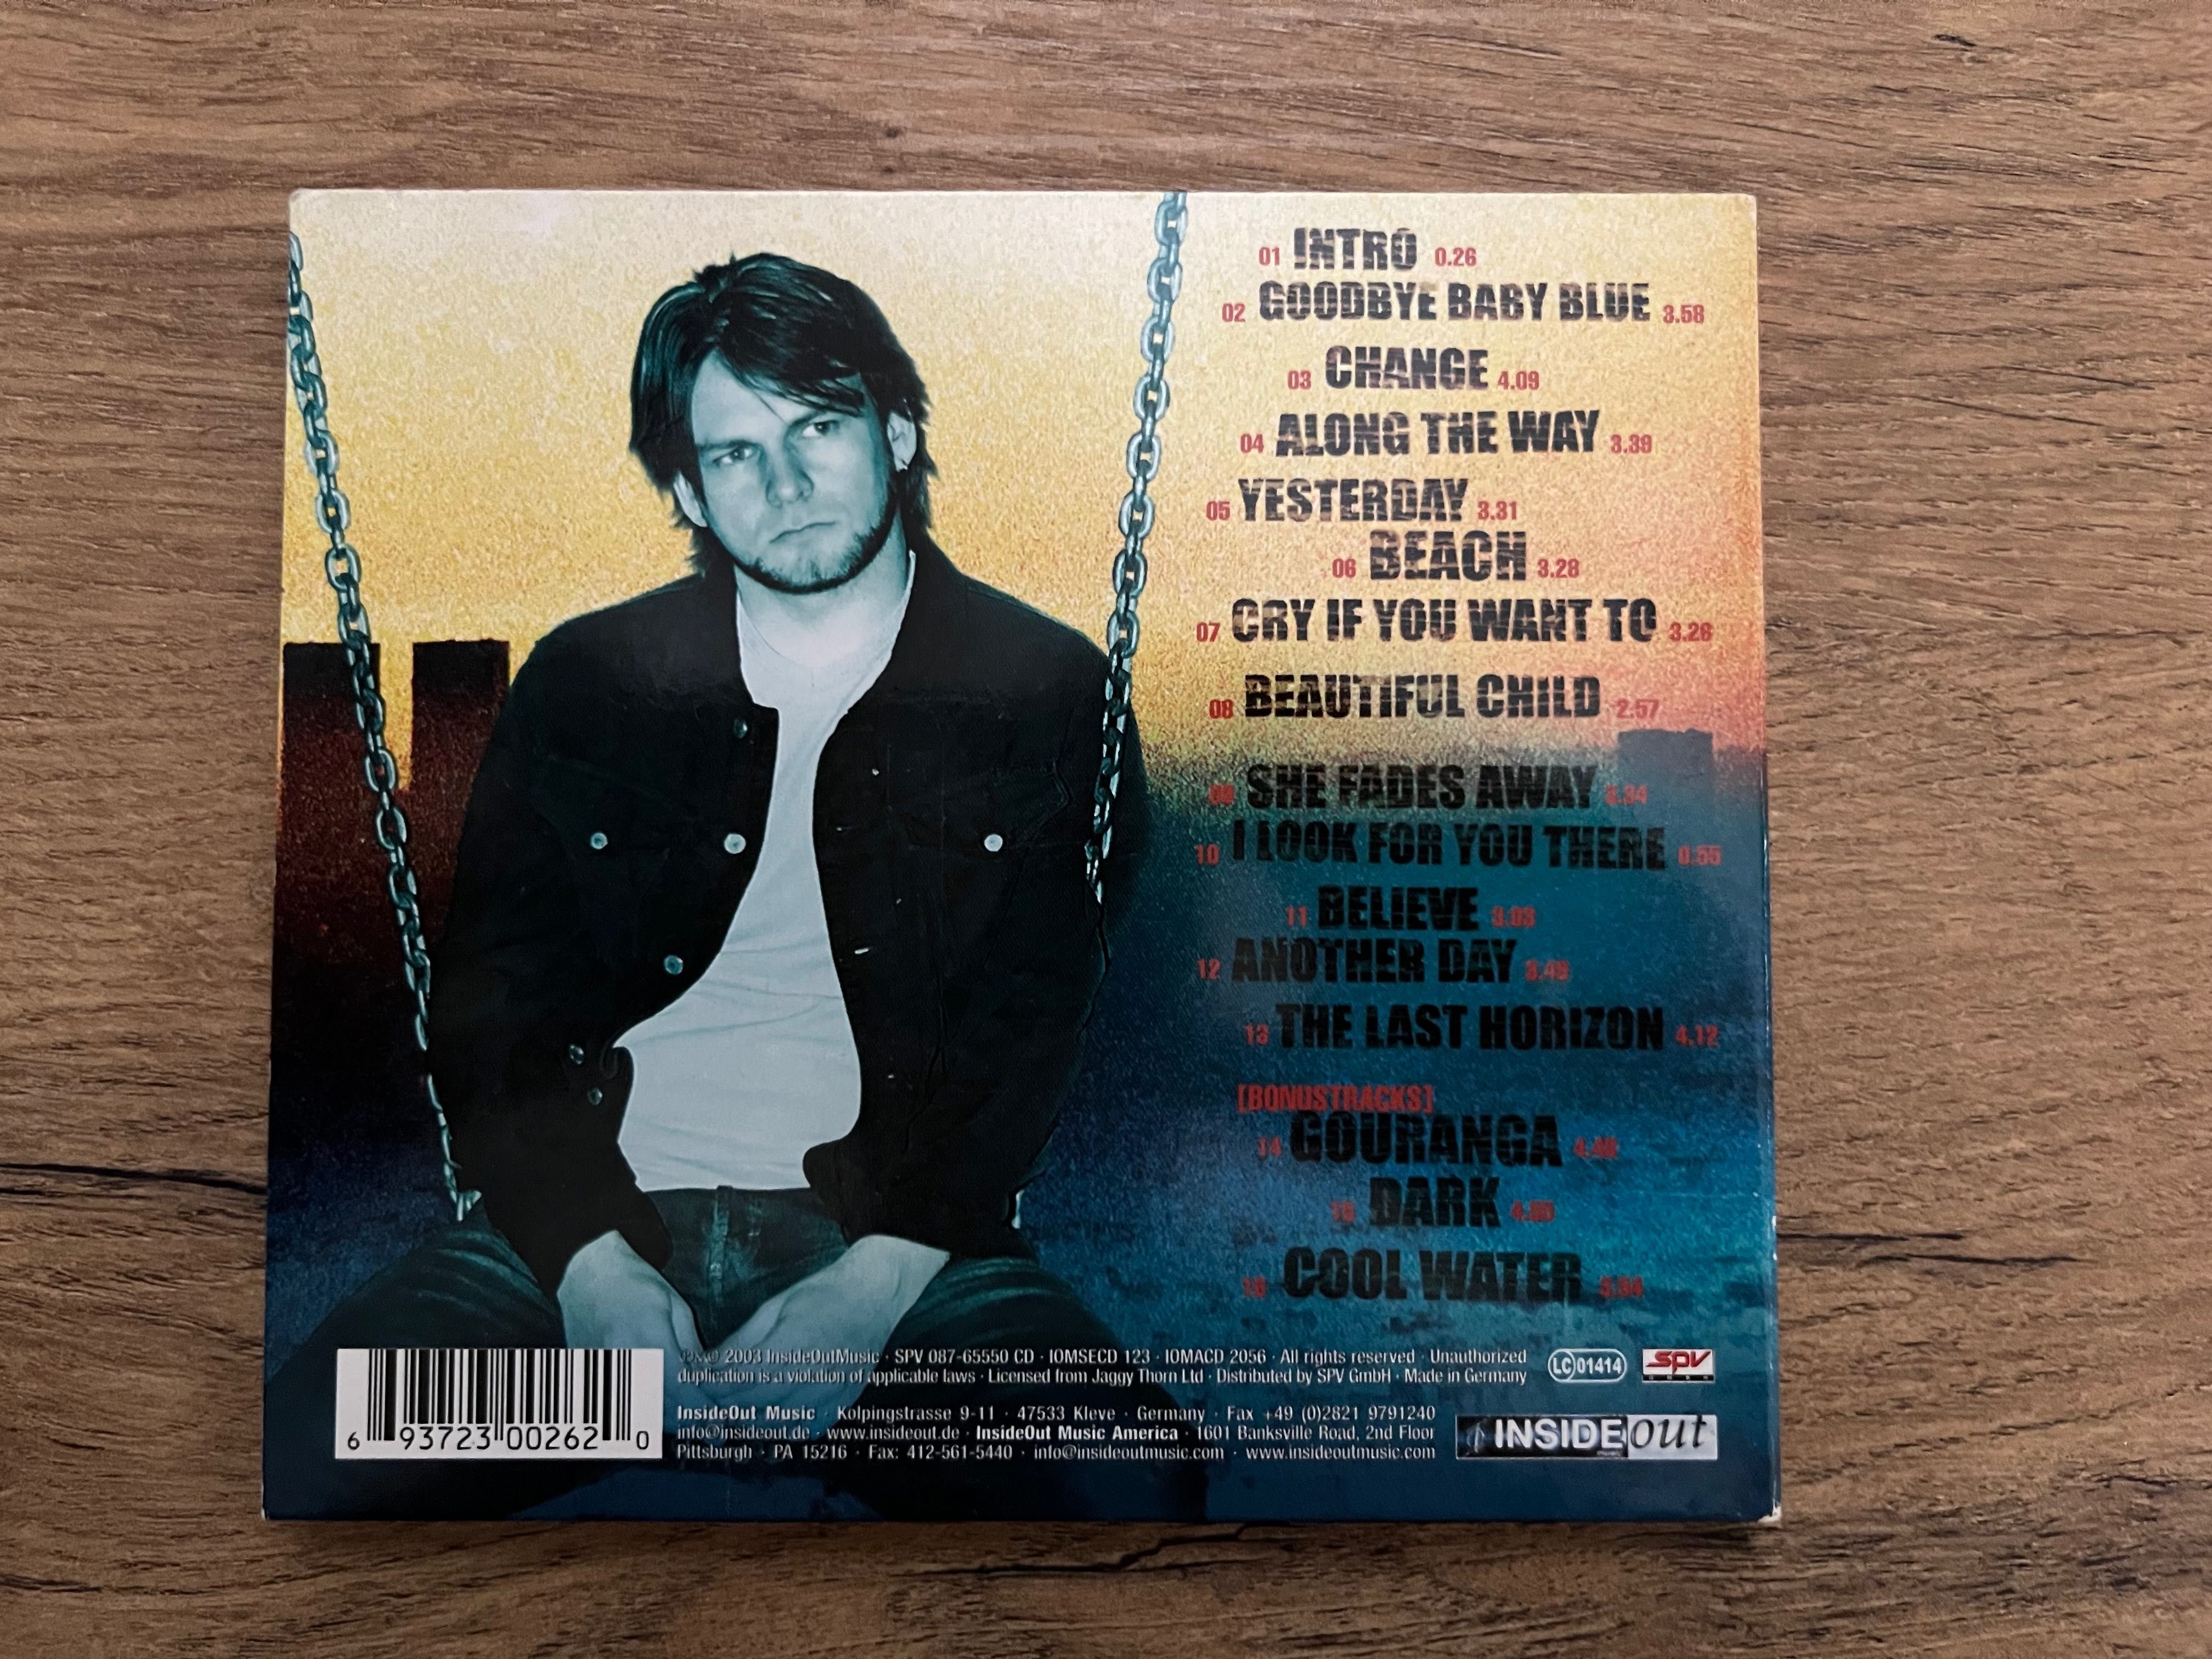 01 INTRO 0.26
02 GOODBYE BABY BLUE 3.58
03 CHANGE 4.09
04 ALONG THE WAY 3.39
05 YESTERDAY 3.31
06 BEACH 3.28
07 CRY IF YOU WANT TO 3.26
08 BEAUTIFUL CHILD 2.57
09 SHE FADES AWAY
10 I LOOK FOR YOU THERE 0.55
11 BELIEVE 3.03
12 ANOTHER DAY
13 THE LAST HORIZON 4.12
[BONUSTRACKS]
14 GOURANGA
15 DARK
16 COOL WATER
2003 InsideOutMusic · SPV 087-65550 CD · IOMSECD 123 · IOMACD 2056 · All rights reserved · Unauthorized
duplication is a violation of applicable laws · Licensed from Jaggy Thorn Ltd · Distributed by SPV GmbH · Made in Germany
LC 01414
SPV
InsideOut Music · Kolpingstrasse 9-11 · 47533 Kleve · Germany · Fax +49 (0)2821 9791240
info@insideout.de · www.insideout.de · InsideOut Music America · 1601 Banksville Road, 2nd Floor
Pittsburgh · PA 15216 · Fax: 412-561-5440 · info@insideoutmusic.com · www.insideoutmusic.com
INSIDEout
6 93723 00262 0